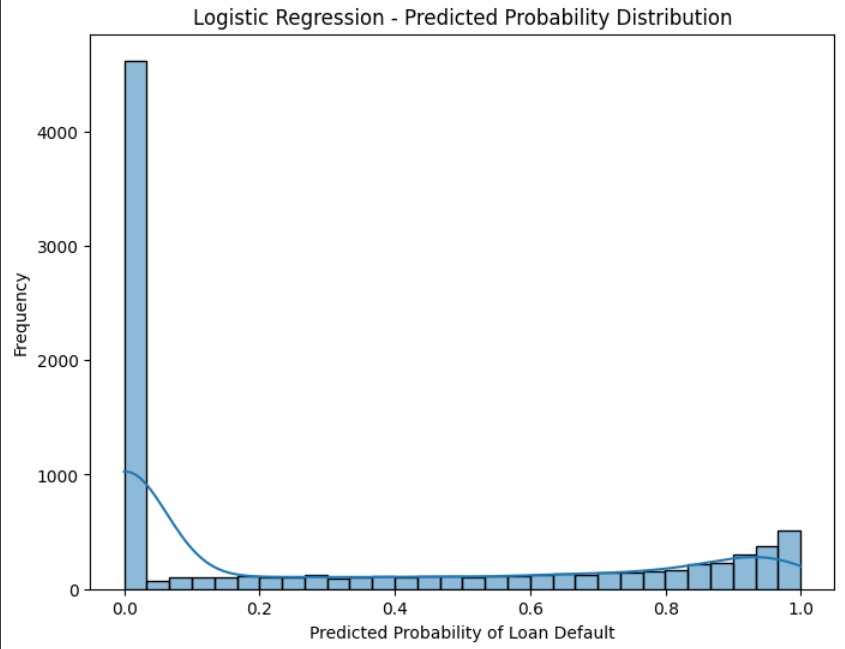 Logistic Regression - Predicted Probability Distribution
4000
3000
2000
1000
0
Frequency
0.0 0.2 0.4 0.6 0.8 1.0
Predicted Probability of Loan Default